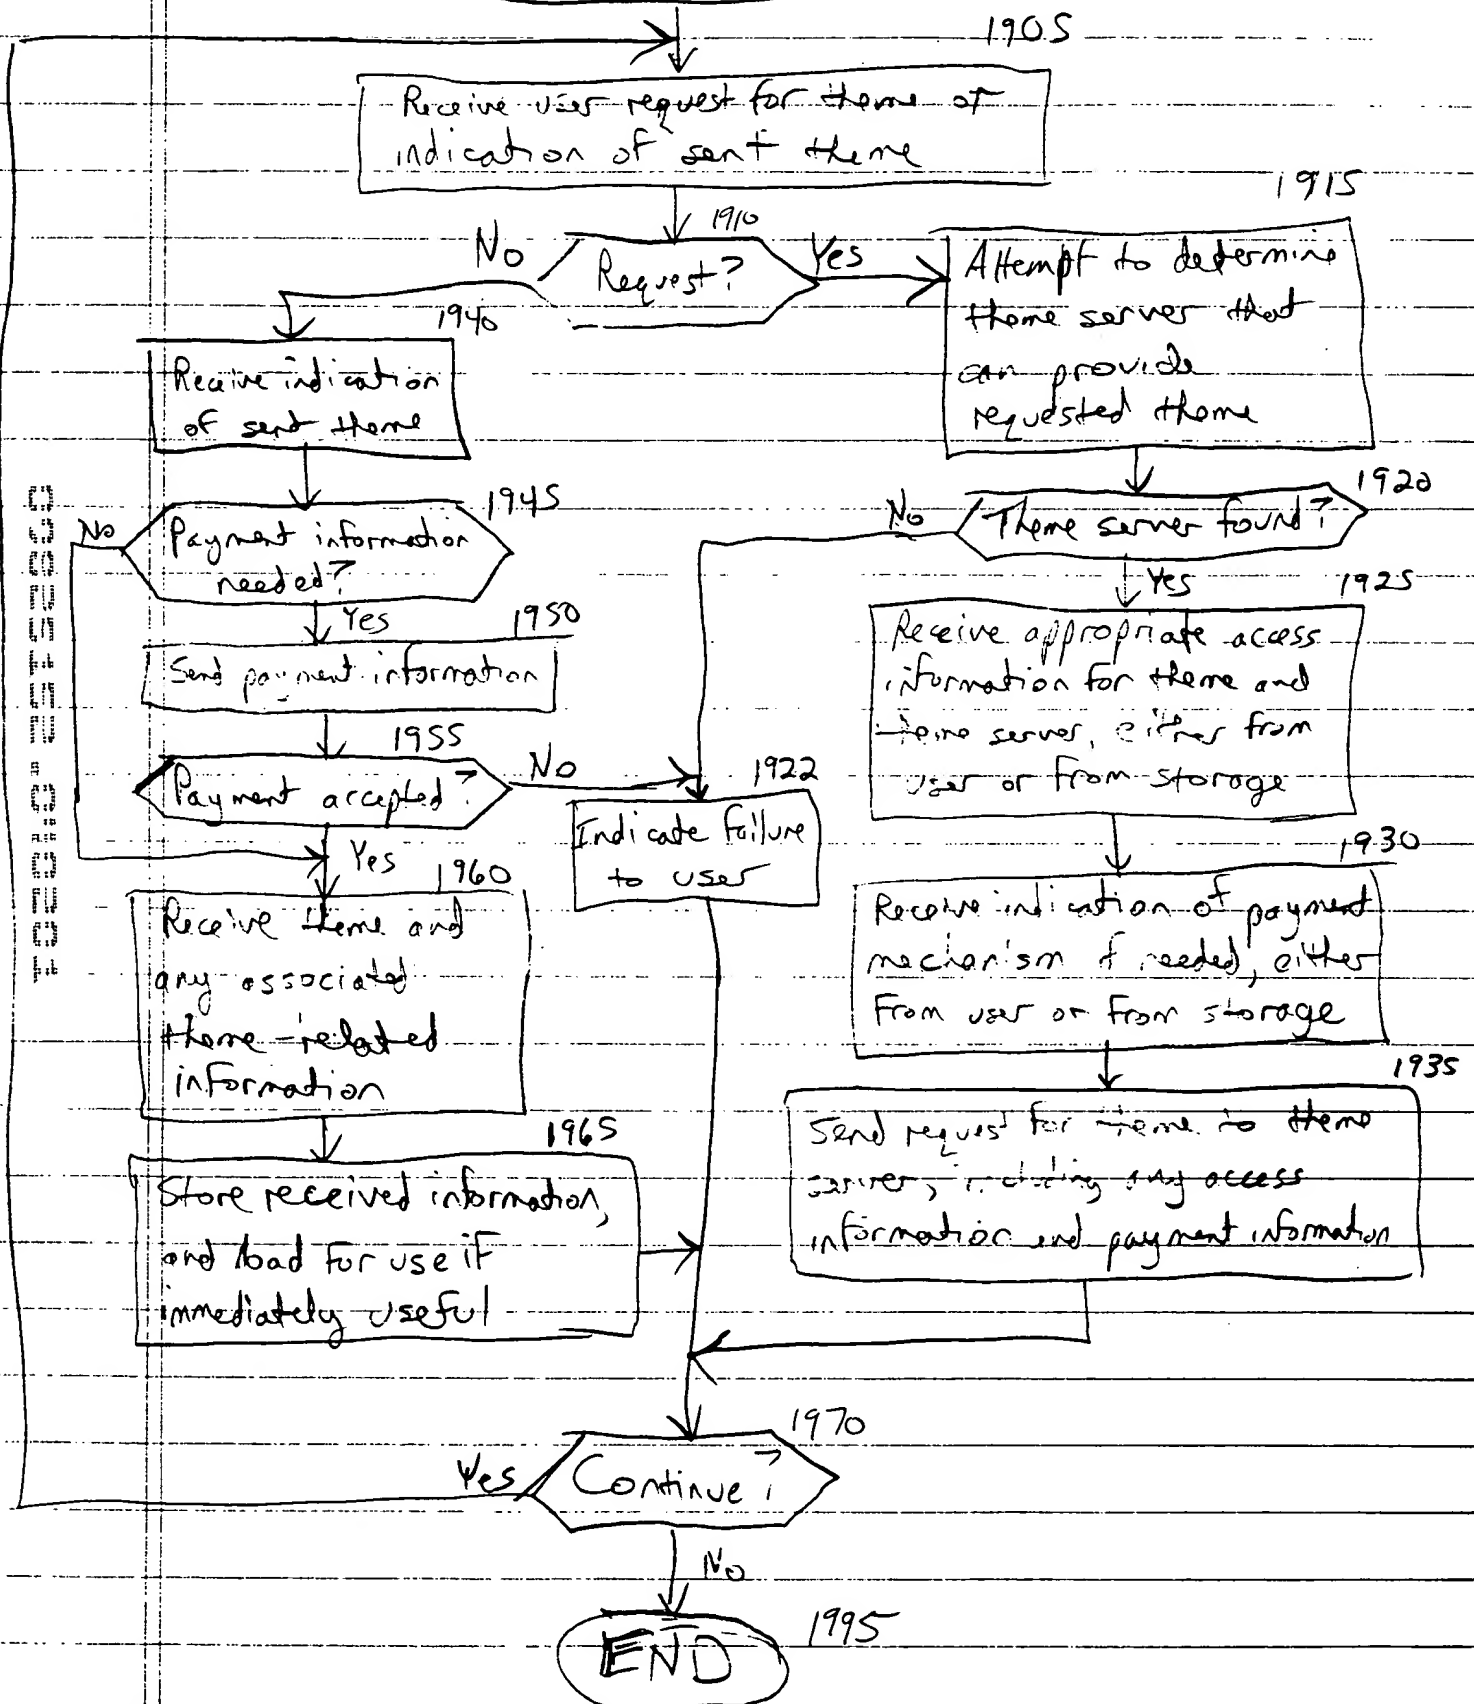 1905
Receive user request for theme or
indication of sent theme
1910
Request?
No
Yes
1915
Attempt to determine
theme server that
can provide
requested theme
1940
Receive indication
of sent theme
1945
Payment information
needed?
No
Yes
1920
Theme server found?
No
Yes
1950
Send payment information
1925
Receive appropriate access
information for theme and
theme server, either from
user or from storage
1955
Payment accepted?
No
Yes
1922
Indicate failure
to user
1930
Receive indication of payment
mechanism if needed, either
from user or from storage
1960
Receive theme and
any associated
theme-related
information
1935
Send request for theme to theme
server, including any access
information and payment information
1965
Store received information,
and load for use if
immediately useful
1970
Continue?
Yes
No
1995
END